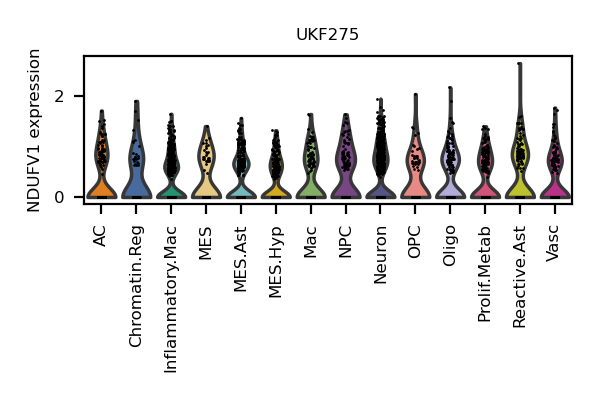 UKF275
NDUFV1 expression
2
0
AC
Chromatin.Reg
Inflammatory.Mac
MES
MES.Ast
MES.Hyp
Mac
NPC
Neuron
OPC
Oligo
Prolif.Metab
Reactive.Ast
Vasc